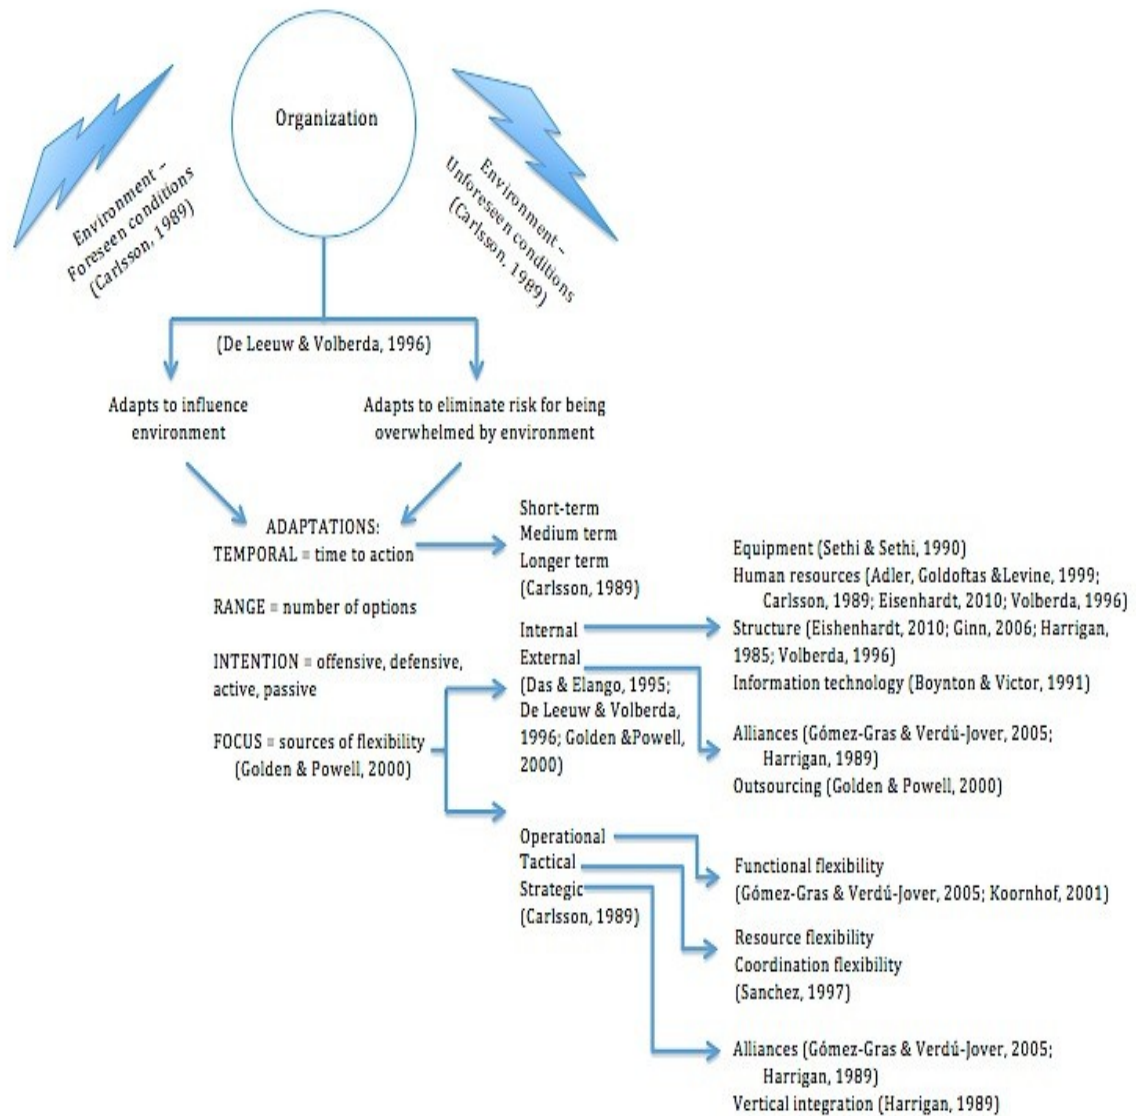 Organization
Environment –
Foreseen conditions
(Carlsson, 1989)
Environment –
Unforeseen conditions
(Carlsson, 1989)
(De Leeuw & Volberda, 1996)
Adapts to influence
environment
Adapts to eliminate risk for being
overwhelmed by environment
ADAPTATIONS:
TEMPORAL = time to action
RANGE = number of options
INTENTION = offensive, defensive,
active, passive
FOCUS = sources of flexibility
(Golden & Powell, 2000)
Short-term
Medium term
Longer term
(Carlsson, 1989)
Internal
External
(Das & Elango, 1995;
De Leeuw & Volberda,
1996; Golden &Powell,
2000)
Operational
Tactical
Strategic
(Carlsson, 1989)
Equipment (Sethi & Sethi, 1990)
Human resources (Adler, Goldoftas &Levine, 1999;
Carlsson, 1989; Eisenhardt, 2010; Volberda, 1996)
Structure (Eishenhardt, 2010; Ginn, 2006; Harrigan,
1985; Volberda, 1996)
Information technology (Boynton & Victor, 1991)
Alliances (Gómez-Gras & Verdú-Jover, 2005;
Harrigan, 1989)
Outsourcing (Golden & Powell, 2000)
Functional flexibility
(Gómez-Gras & Verdú-Jover, 2005; Koornhof, 2001)
Resource flexibility
Coordination flexibility
(Sanchez, 1997)
Alliances (Gómez-Gras & Verdú-Jover, 2005;
Harrigan, 1989)
Vertical integration (Harrigan, 1989)